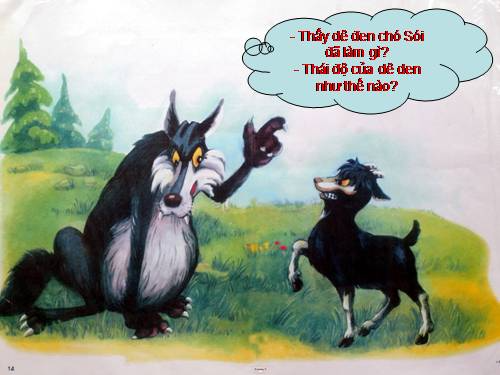 - Thấy dê đen chó Sói
đã làm gì?
- Thái độ của dê đen
như thế nào?
14